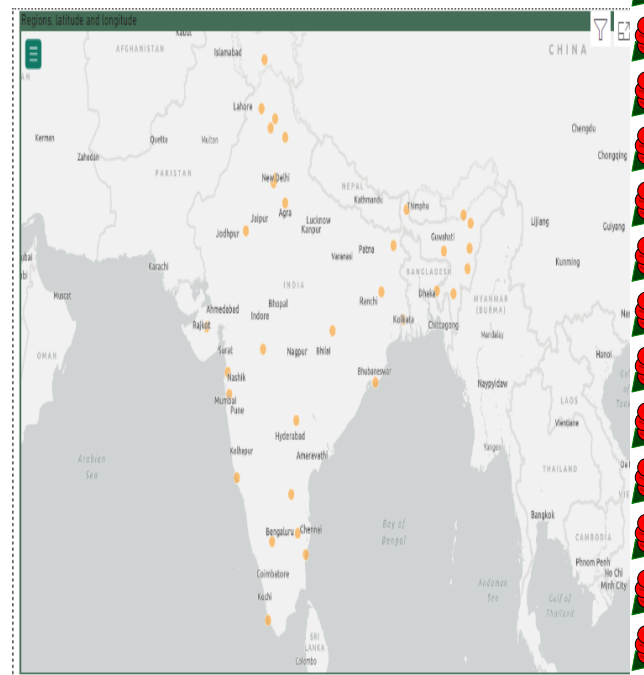 Regions, latitude and longitude
Kabul
AFGHANISTAN
Islamabad
CHINA
AN
Lahore
Kerman
Quetta
Multan
Zahedan
Chengdu
Chongqing
PAKISTAN
New Delhi
NEPAL
Kathmandu
Thimphu
Jaipur
Agra
Lucknow
Kanpur
Jodhpur
Lijiang
Guiyang
Patna
Guwahati
Varanasi
Karachi
BANGLADESH
Kunming
Muscat
INDIA
Ranchi
Dhaka
Ahmedabad
Bhopal
Indore
MYANMAR
(BURMA)
Rajkot
Kolkata
Chittagong
Mandalay
OMAN
Surat
Nagpur
Bhilai
Hanoi
Nashik
Bhubaneswar
Naypyidaw
Mumbai
Pune
LAOS
Vientiane
Hyderabad
Kolhapur
Amaravathi
Yangon
Arabian
Sea
THAILAND
Bangkok
Bay of
Bengal
Bengaluru
Chennai
CAMBODIA
Phnom Penh
Ho Chi
Minh City
Coimbatore
Andaman
Sea
Gulf of
Thailand
Kochi
SRI
LANKA
Colombo